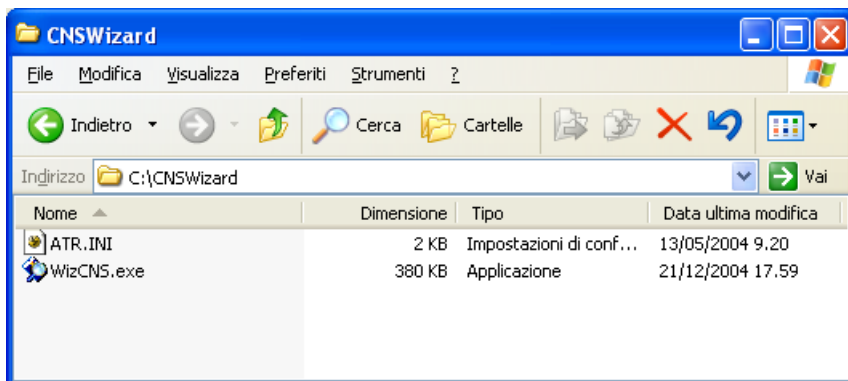 CNSWizard
File Modifica Visualizza Preferiti Strumenti ?
Indietro Cerca Cartelle
Indirizzo C:\CNSWizard Vai
Nome Dimensione Tipo Data ultima modifica
ATR.INI 2 KB Impostazioni di conf... 13/05/2004 9.20
WizCNS.exe 380 KB Applicazione 21/12/2004 17.59